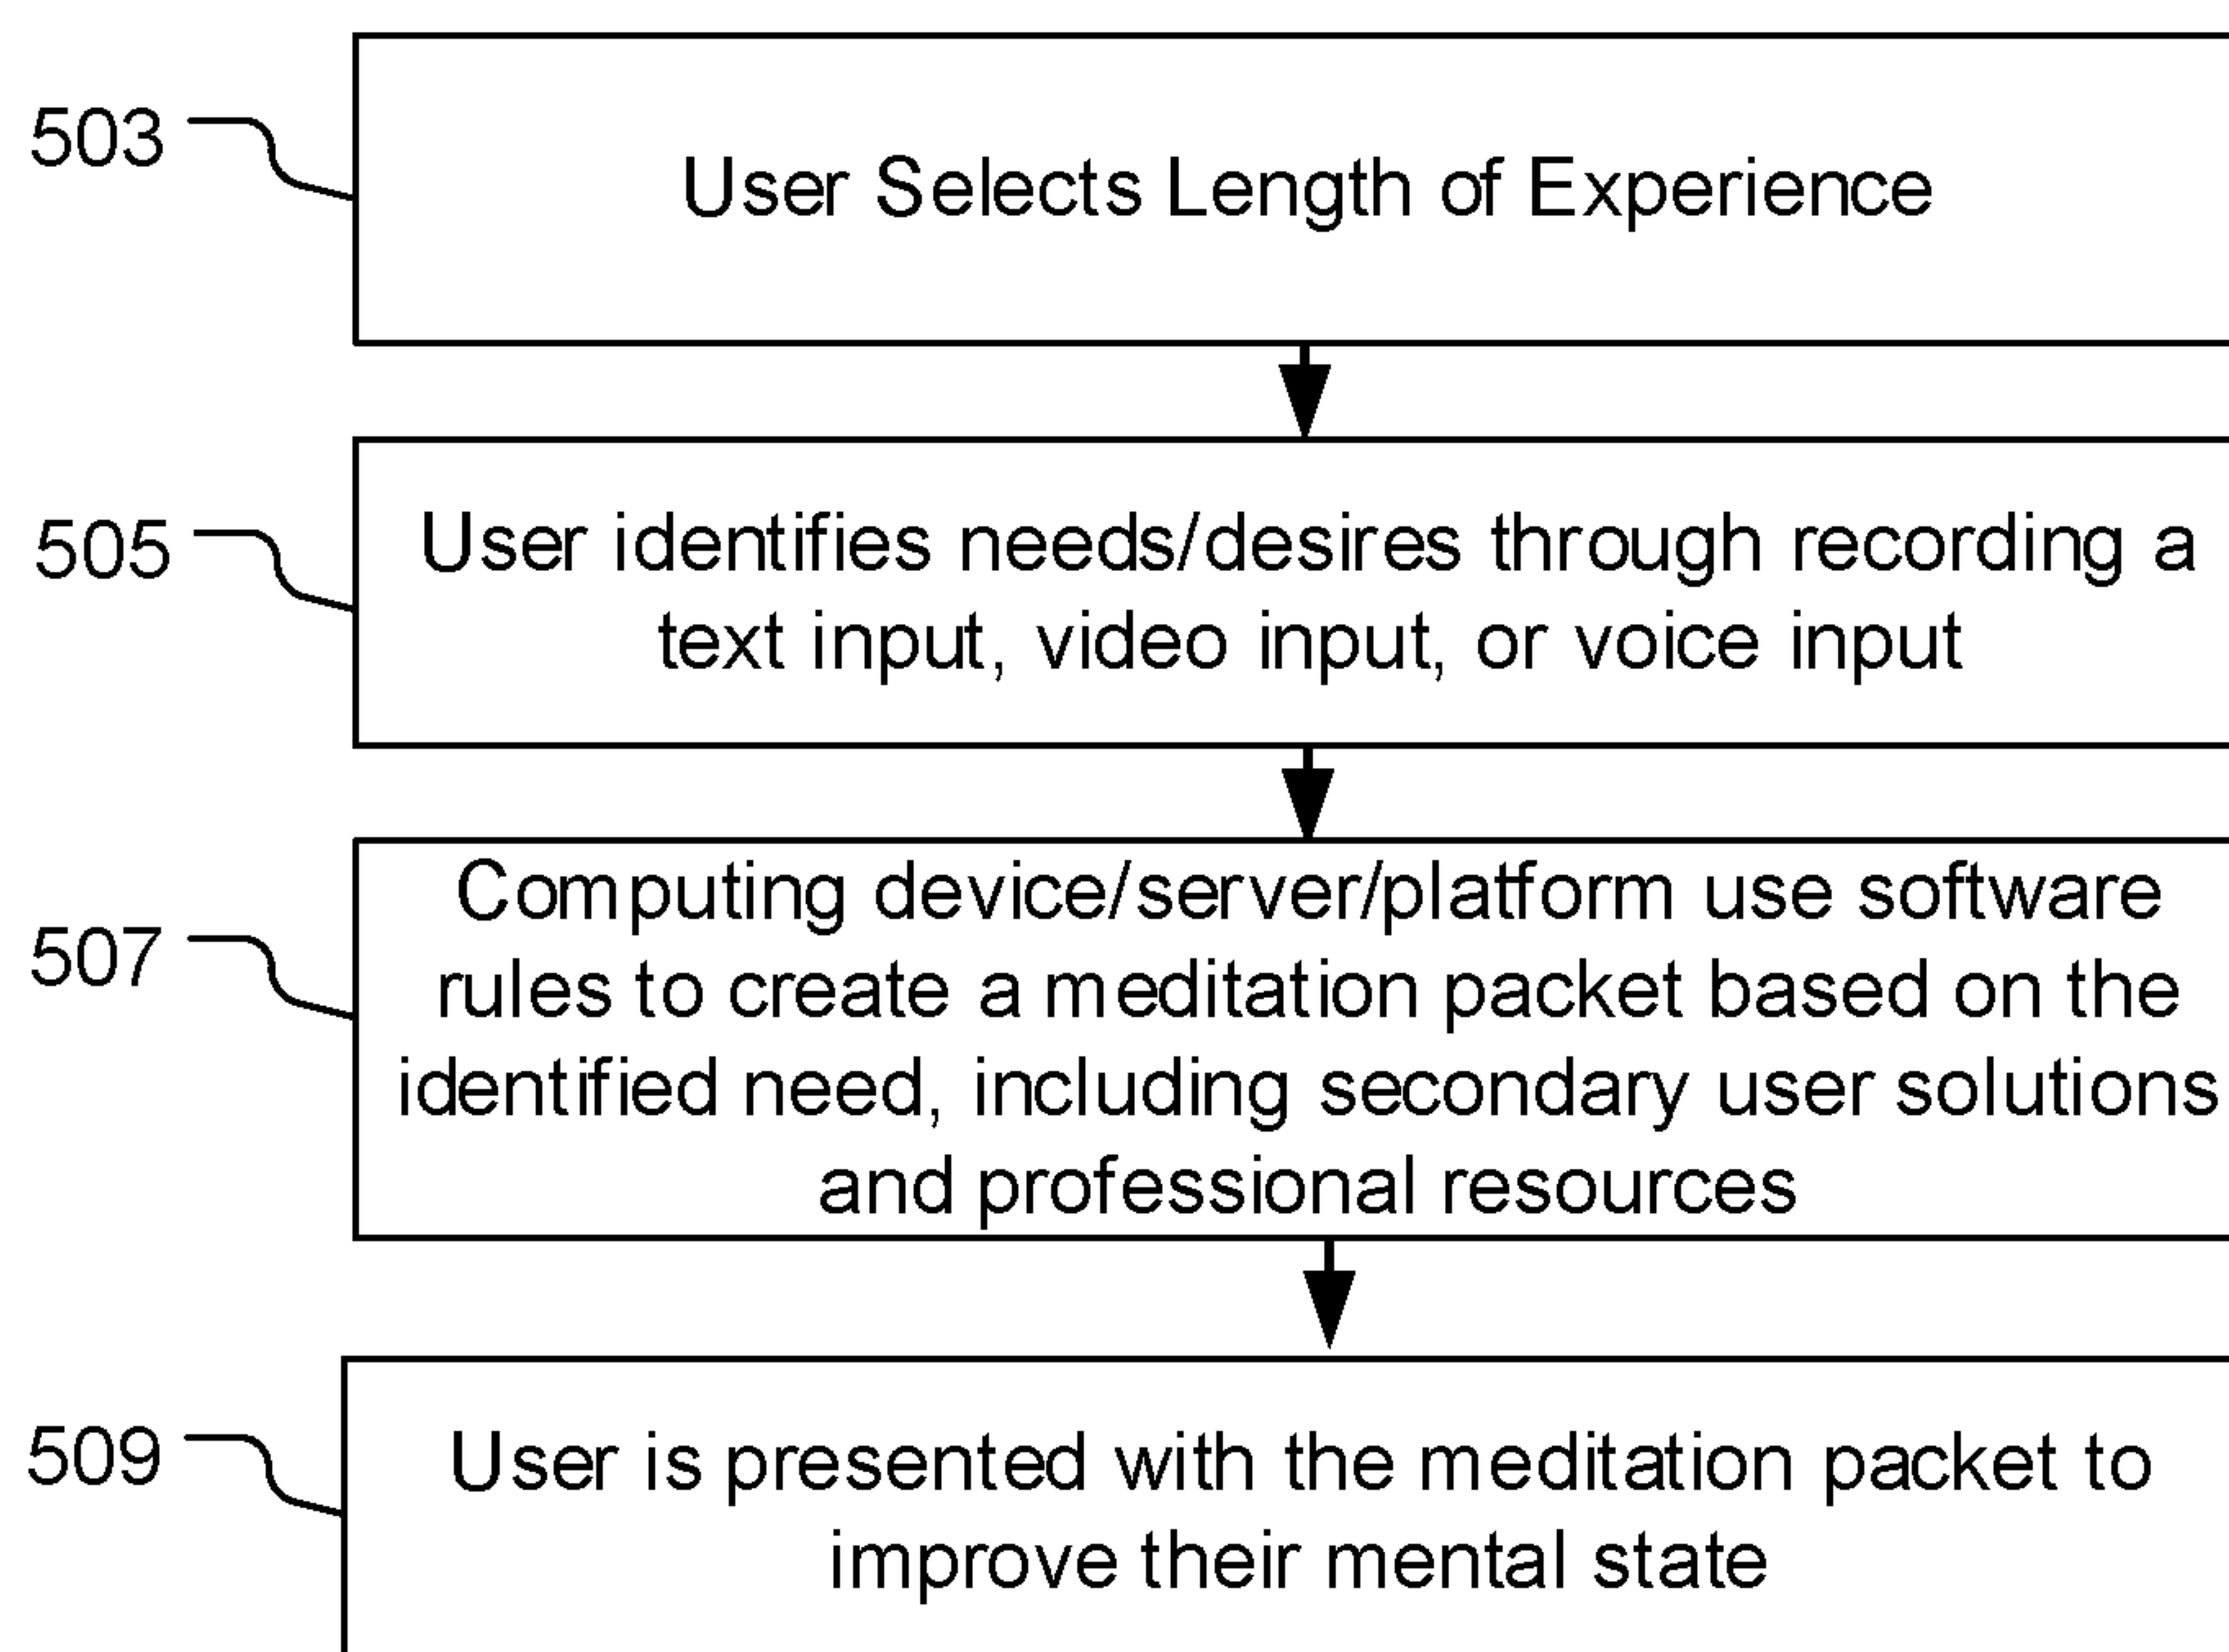 503
User Selects Length of Experience
505
User identifies needs/desires through recording a
text input, video input, or voice input
507
Computing device/server/platform use software
rules to create a meditation packet based on the
identified need, including secondary user solutions
and professional resources
509
User is presented with the meditation packet to
improve their mental state